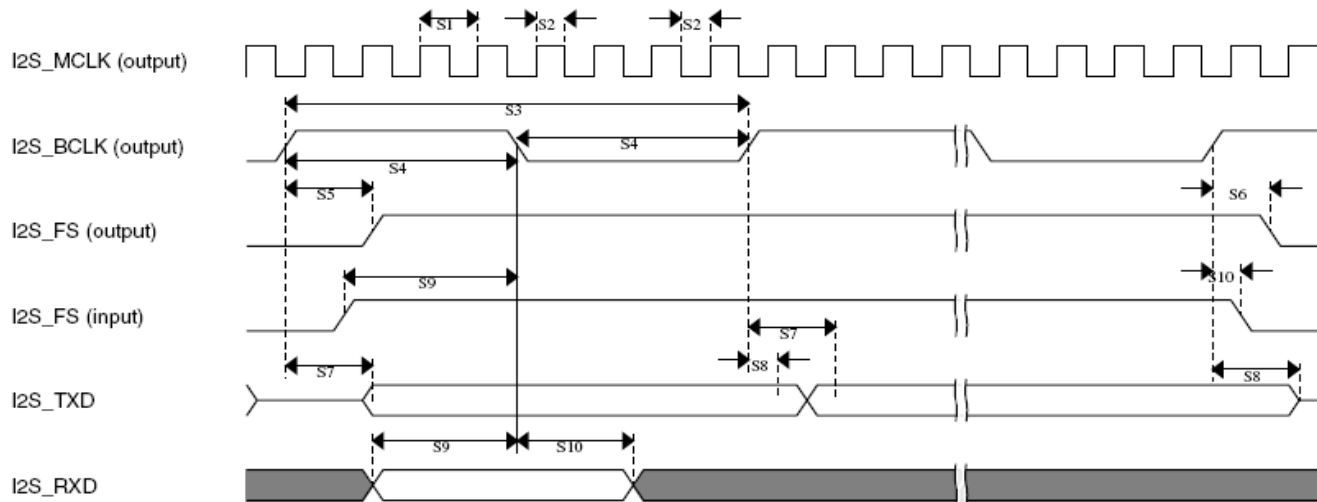 S1 S2 S2
I2S_MCLK (output)
S3
I2S_BCLK (output)
S4
S4
S5 S6
I2S_FS (output)
S9 S10
I2S_FS (input)
S7
S7 S8 S8
I2S_TXD
S9 S10
I2S_RXD